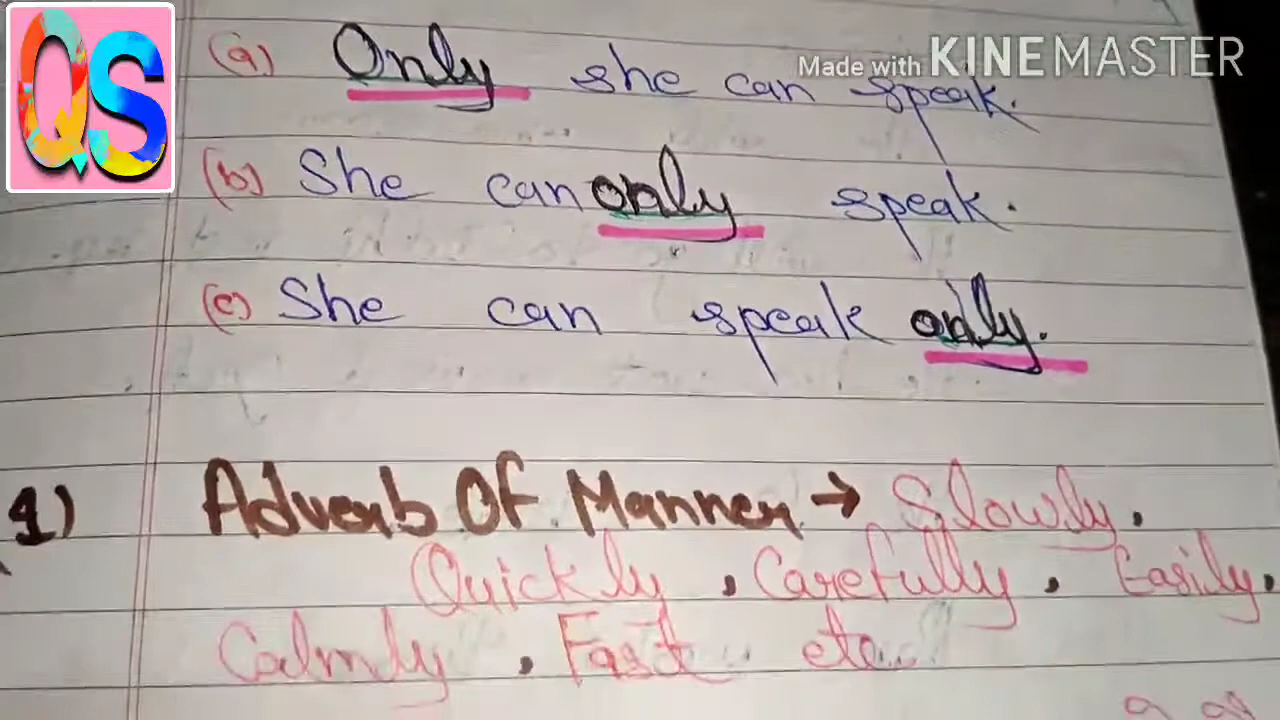 QS
Made with KINEMASTER
(a) Only she can speak.
(b) She can only speak.
(c) She can speak only.
1) Adverb Of Manner → Slowly,
Quickly, Carefully, Easily,
Calmly, Fast etc..